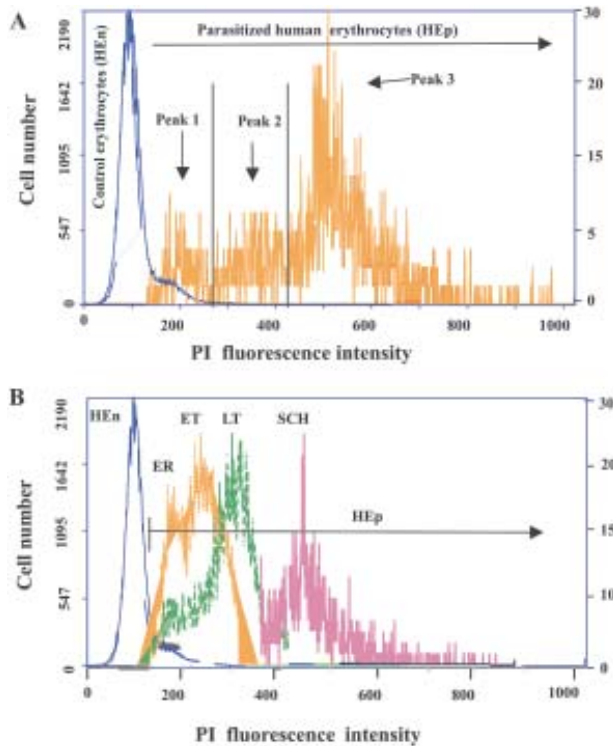 A
Parasitized human erythrocytes (HEp)
Control erythrocytes (HEn)
Peak 1
Peak 2
Peak 3
Cell number
2190
1642
1095
547
0
30
20
15
5
0
0
200
400
600
800
1000
PI fluorescence intensity
B
HEn
ET
LT
SCH
ER
HEp
Cell number
2190
1642
1095
547
0
30
20
15
10
0
0
200
400
600
800
1000
PI fluorescence intensity